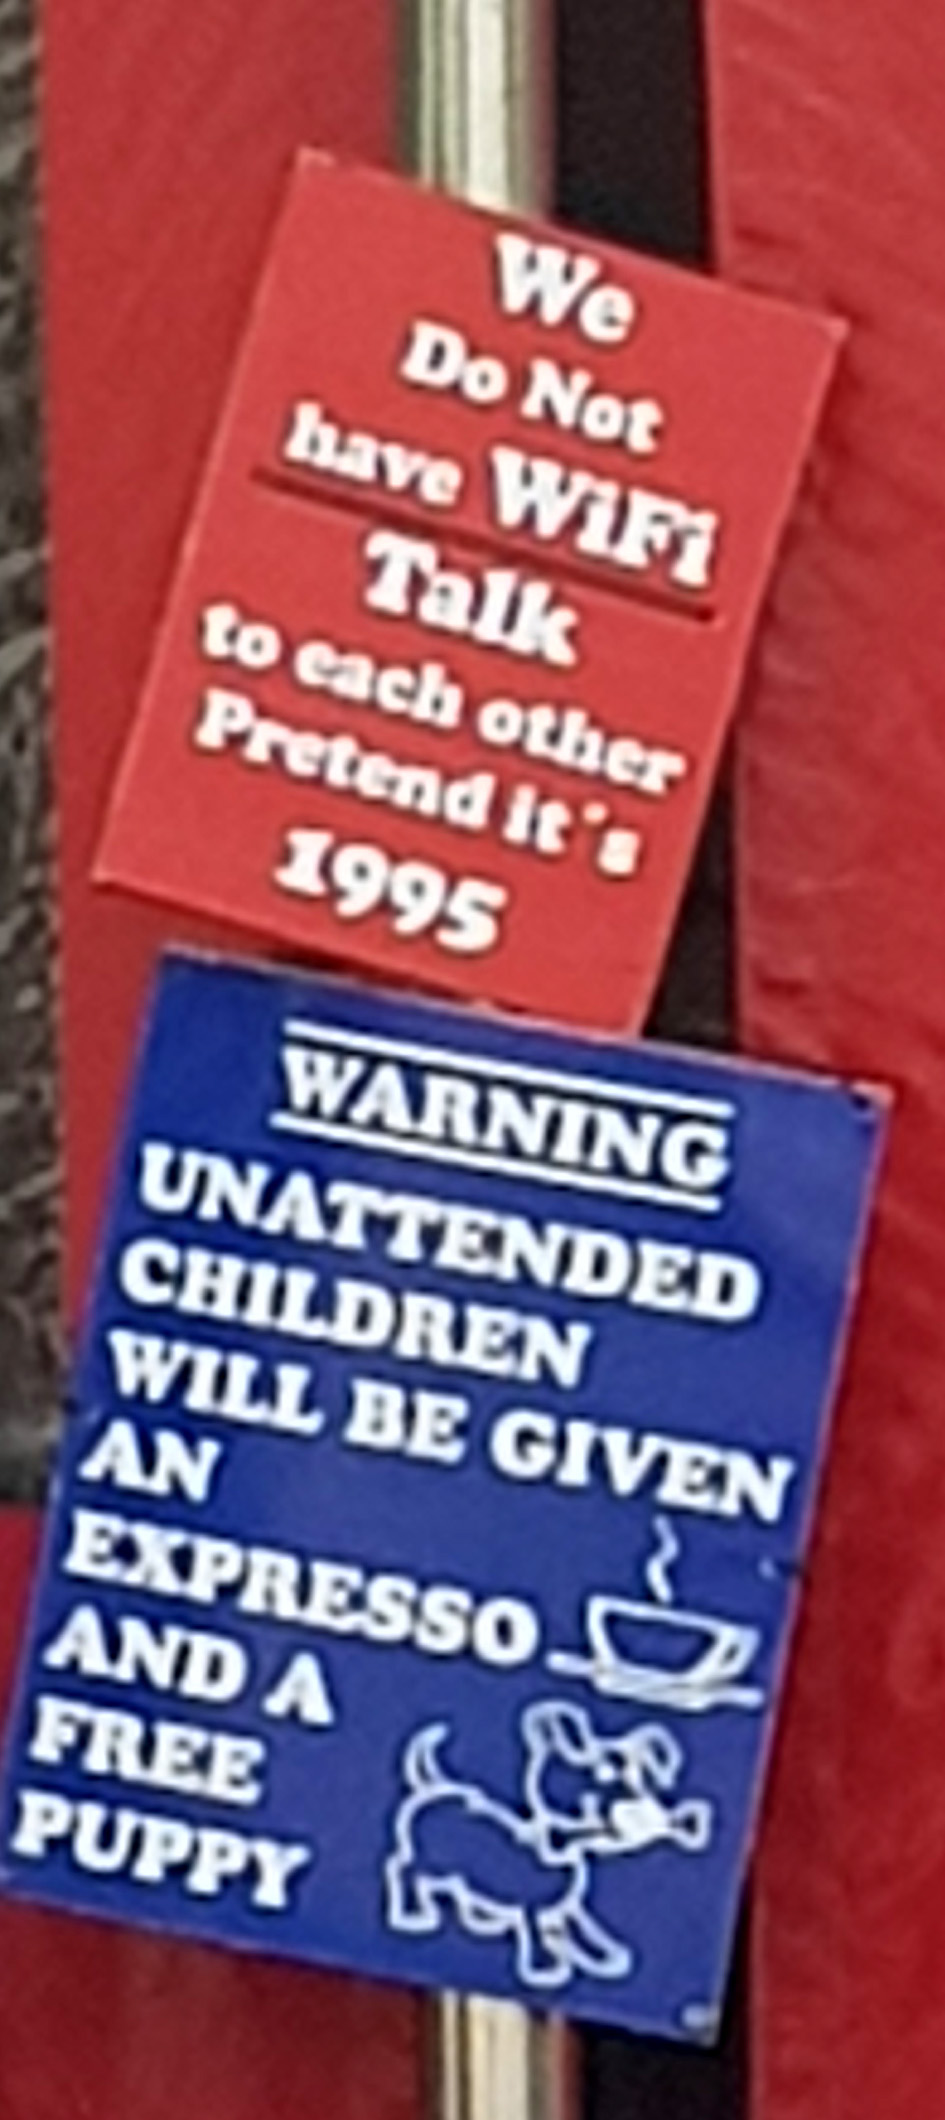 We
Do Not
have WiFi
Talk
to each other
Pretend it´s
1995
WARNING
UNATTENDED
CHILDREN
WILL BE GIVEN
AN
EXPRESSO
AND A
FREE
PUPPY